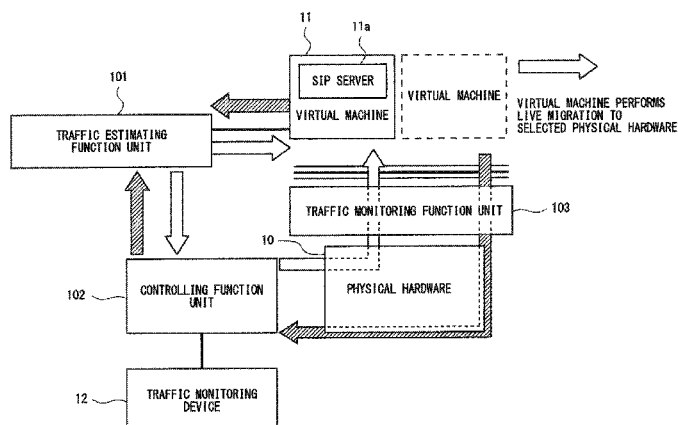 11
11a
101
SIP SERVER
VIRTUAL MACHINE
VIRTUAL MACHINE
VIRTUAL MACHINE PERFORMS
LIVE MIGRATION TO
SELECTED PHYSICAL HARDWARE
TRAFFIC ESTIMATING
FUNCTION UNIT
TRAFFIC MONITORING FUNCTION UNIT
103
10
102
CONTROLLING FUNCTION
UNIT
PHYSICAL HARDWARE
12
TRAFFIC MONITORING
DEVICE